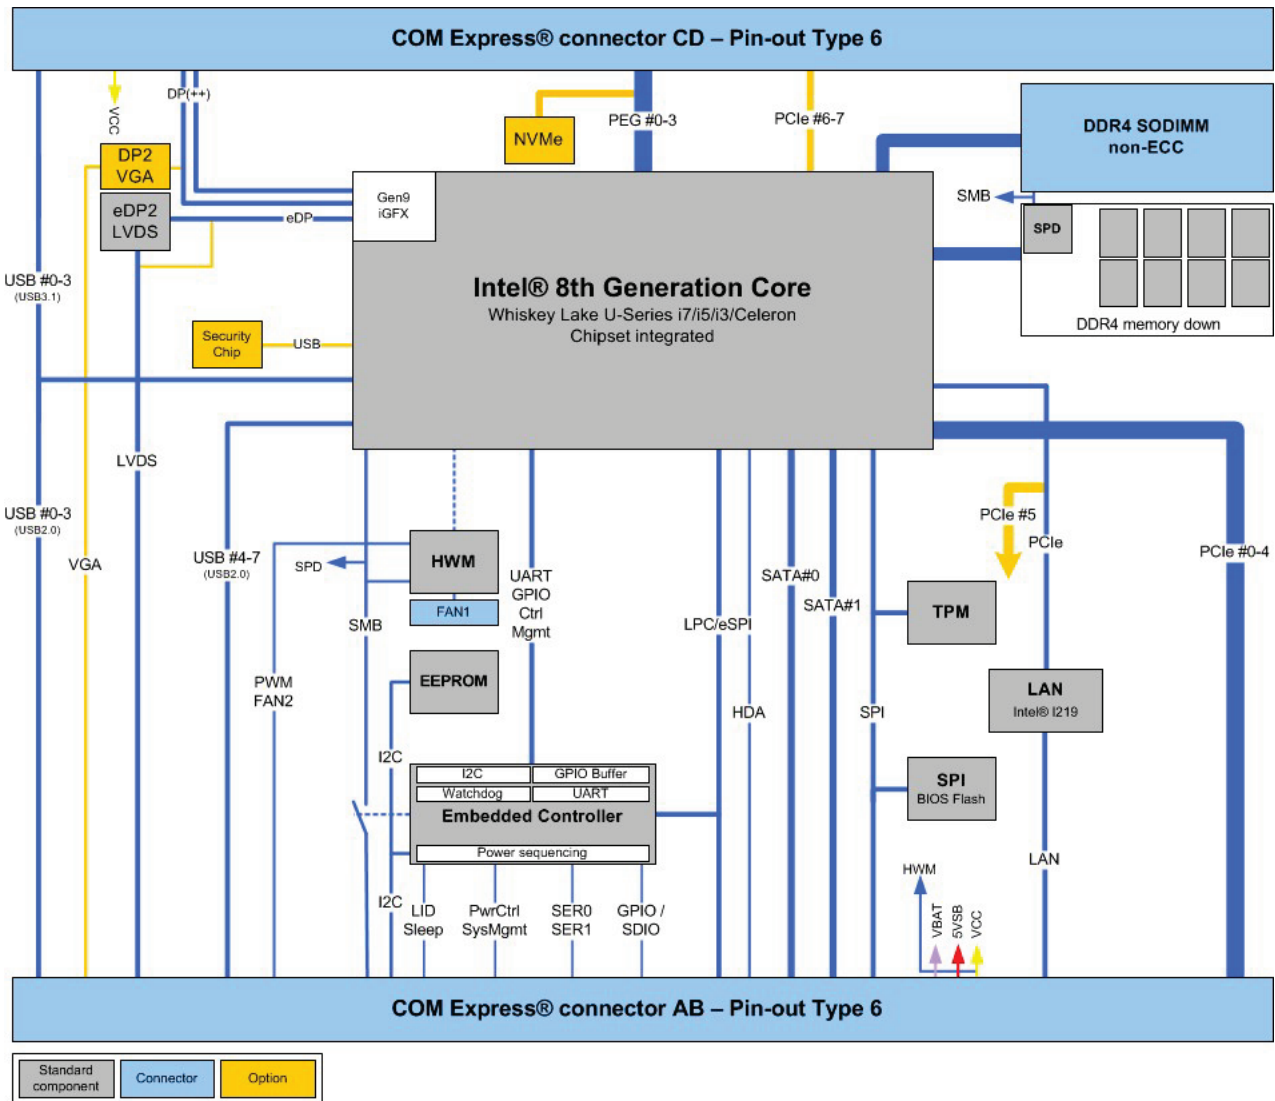 COM Express® connector CD – Pin-out Type 6
DP(++)
VCC
PEG #0-3
PCIe #6-7
NVMe
DDR4 SODIMM
non-ECC
DP2
VGA
eDP2
LVDS
eDP
Gen9
iGFX
SMB
SPD
DDR4 memory down
USB #0-3
(USB3.1)
Intel® 8th Generation Core
Whiskey Lake U-Series i7/i5/i3/Celeron
Chipset integrated
Security
Chip
USB
LVDS
USB #0-3
(USB2.0)
VGA
USB #4-7
(USB2.0)
SPD
HWM
FAN1
UART
GPIO
Ctrl
Mgmt
SMB
LPC/eSPI
SATA#0
SATA#1
PCIe #5
PCIe
PCIe #0-4
TPM
EEPROM
PWM
FAN2
HDA
SPI
LAN
Intel® I219
I2C
I2C
GPIO Buffer
Watchdog
UART
Embedded Controller
Power sequencing
SPI
BIOS Flash
LAN
HWM
VBAT
5VSB
VCC
I2C
LID
Sleep
PwrCtrl
SysMgmt
SER0
SER1
GPIO /
SDIO
COM Express® connector AB – Pin-out Type 6
Standard
component
Connector
Option